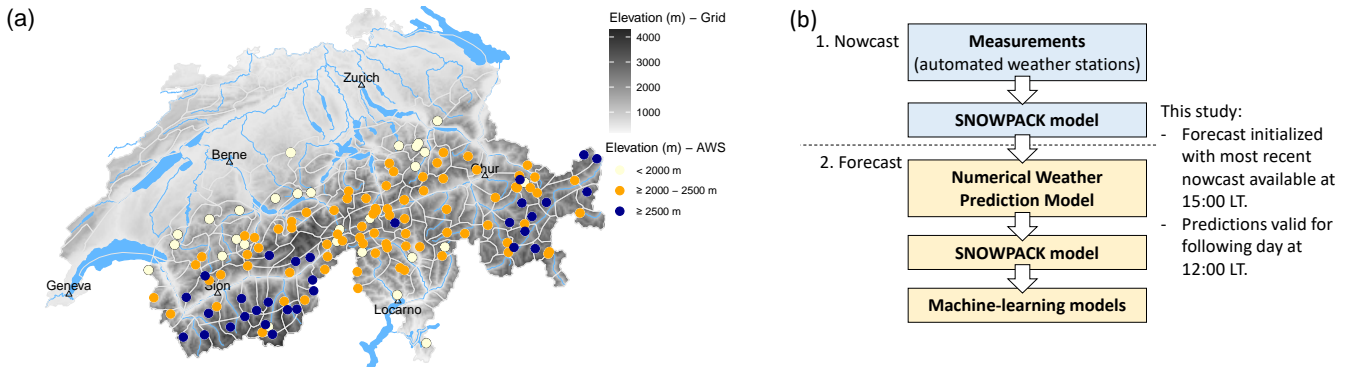 (a)
Elevation (m) – Grid
4000
3000
2000
1000
Elevation (m) – AWS
< 2000 m
≥ 2000 – 2500 m
≥ 2500 m
Zurich
Berne
Chur
Geneva
Sion
Locarno
(b)
1. Nowcast
Measurements
(automated weather stations)
SNOWPACK model
2. Forecast
Numerical Weather
Prediction Model
SNOWPACK model
Machine-learning models
This study:
- Forecast initialized
with most recent
nowcast available at
15:00 LT.
- Predictions valid for
following day at
12:00 LT.